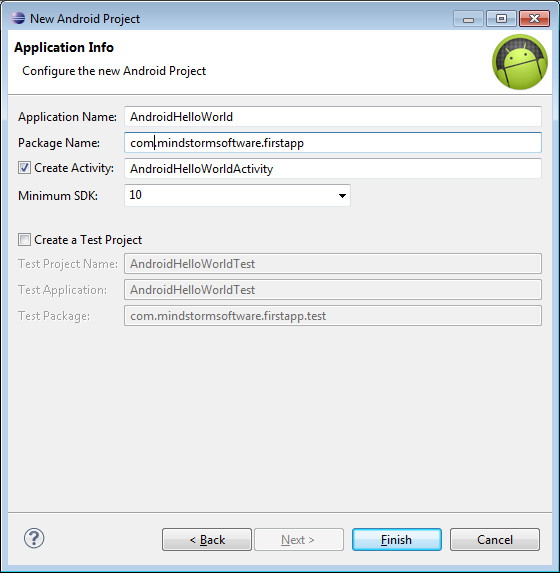 New Android Project
Application Info
Configure the new Android Project
Application Name: AndroidHelloWorld
Package Name: com.mindstormsoftware.firstapp
Create Activity: AndroidHelloWorldActivity
Minimum SDK: 10
Create a Test Project
Test Project Name: AndroidHelloWorldTest
Test Application: AndroidHelloWorldTest
Test Package: com.mindstormsoftware.firstapp.test
? < Back Next > Finish Cancel